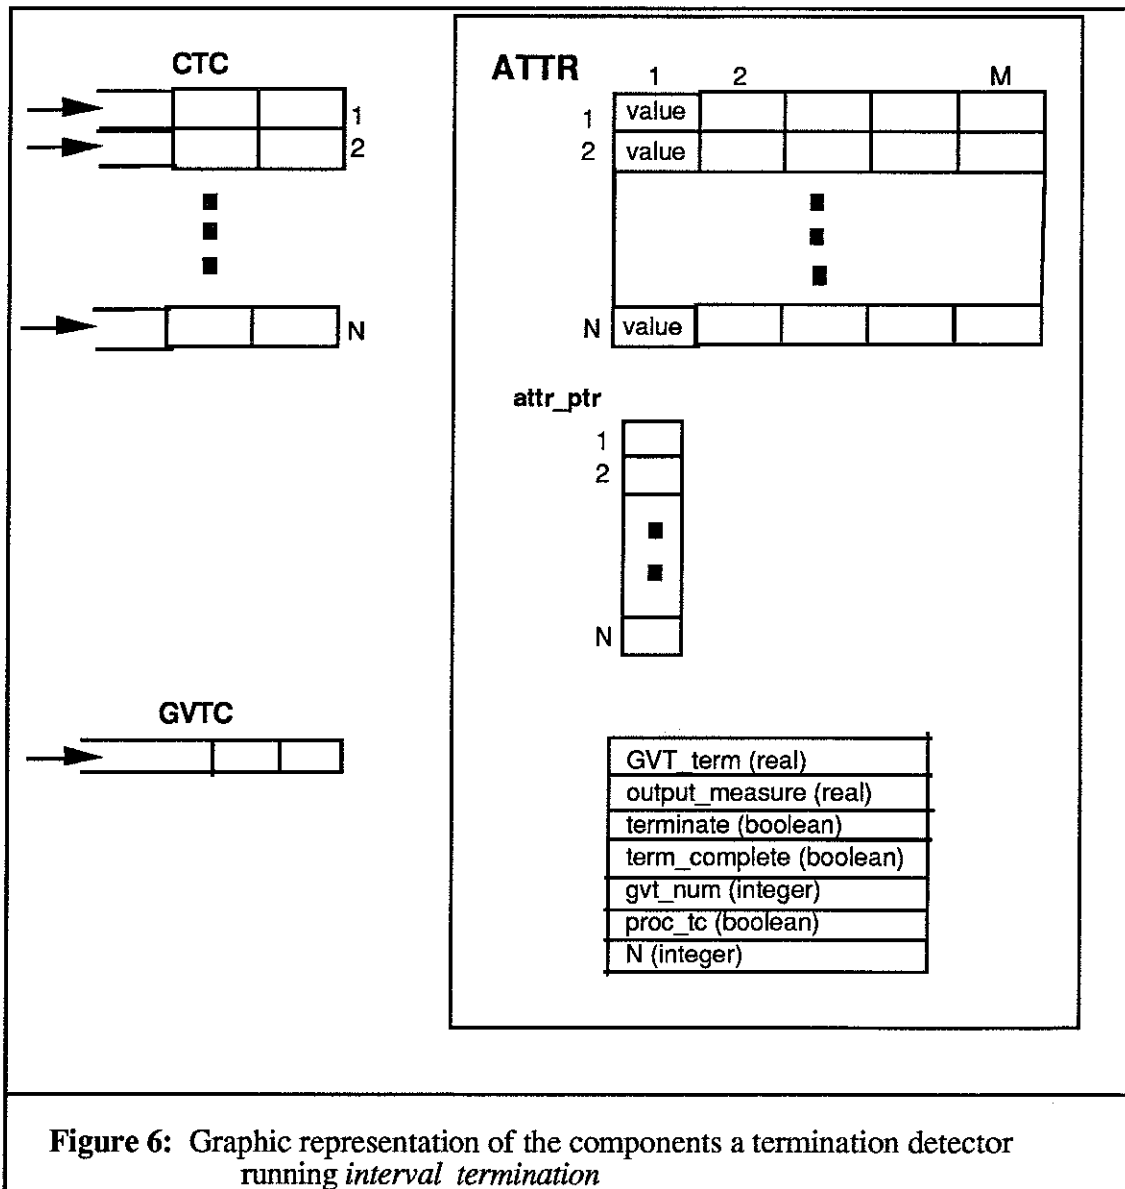 CTC
1
2
N
GVTC
ATTR
1 2 M
1 value
2 value
N value
attr_ptr
1
2
N
GVT_term (real)
output_measure (real)
terminate (boolean)
term_complete (boolean)
gvt_num (integer)
proc_tc (boolean)
N (integer)
Figure 6: Graphic representation of the components a termination detector
running interval termination